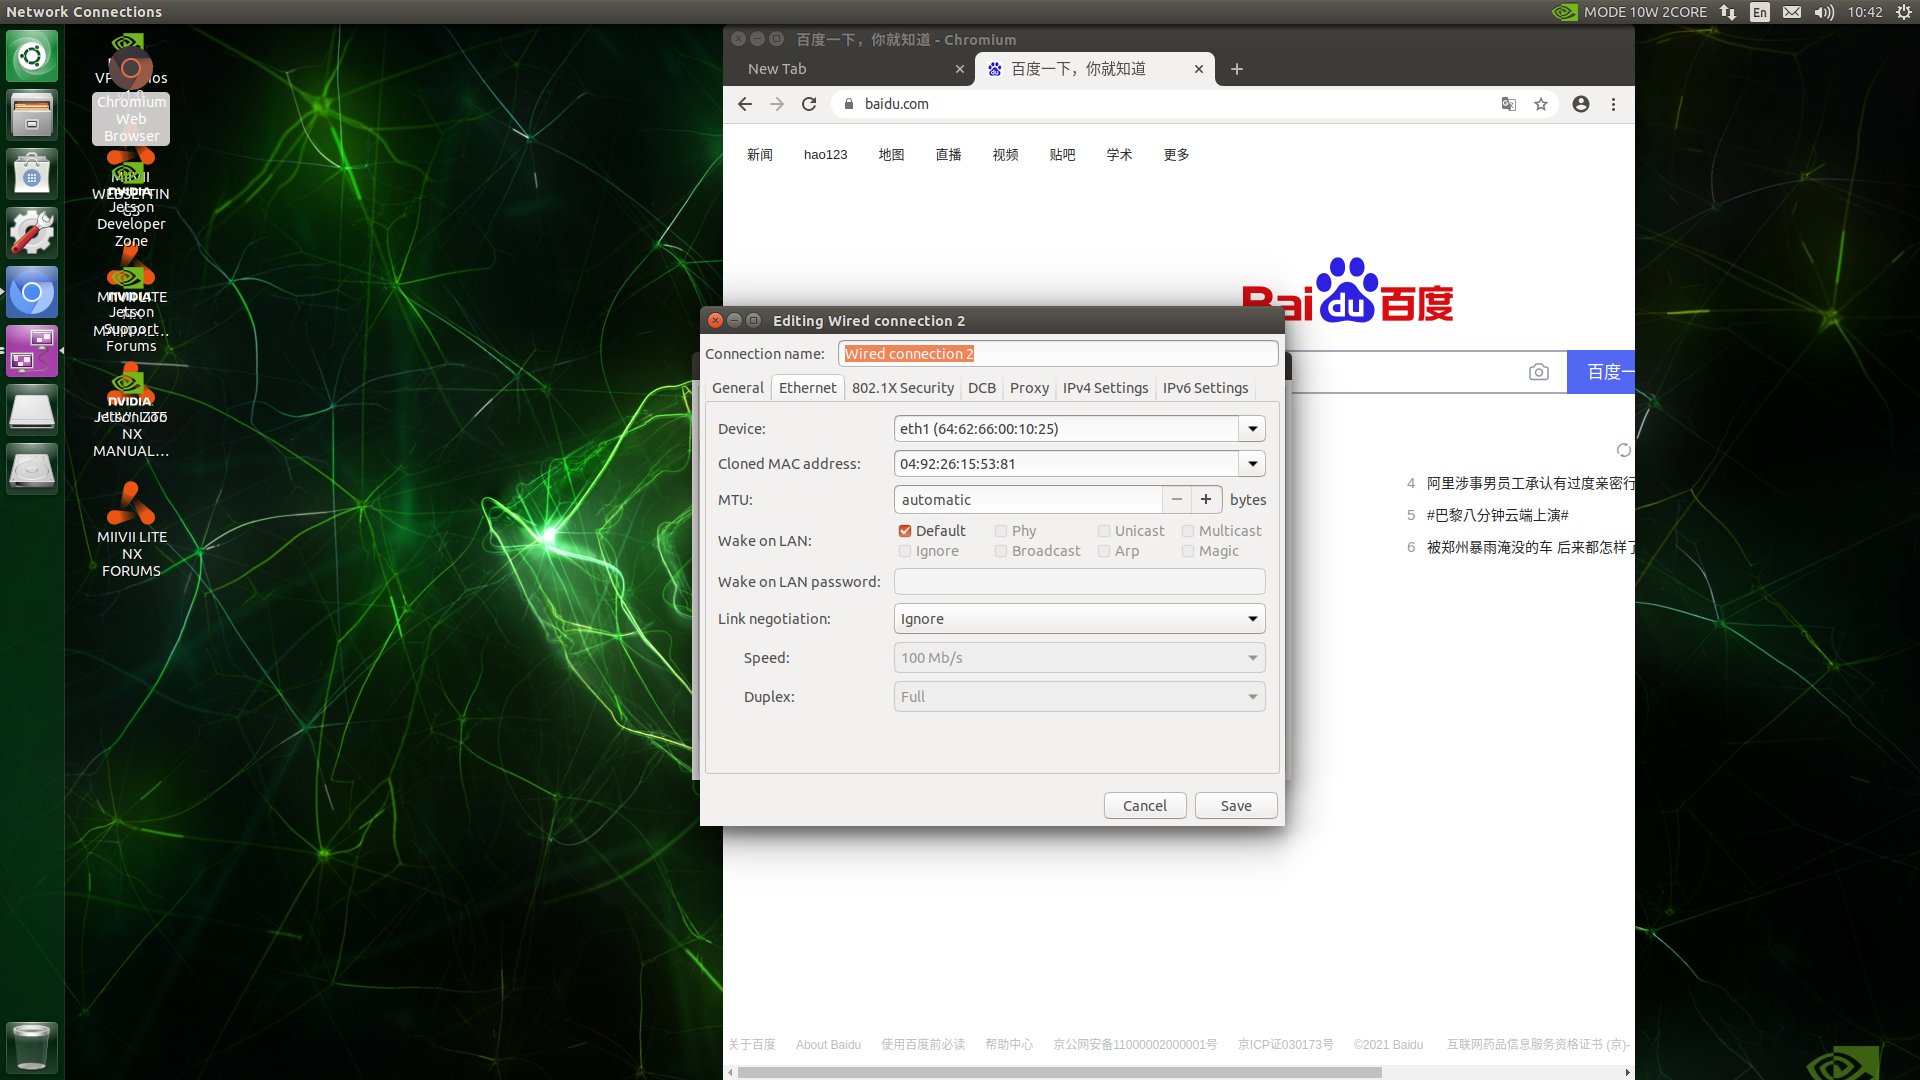 Network Connections
MODE 10W 2CORE
En
10:42
Chromium
Web
Browser
MIIVII
WEBSETTIN
GS
NVIDIA
Jetson
Developer
Zone
NVIDIA
Jetson
Support
Forums
NVIDIA
NX
MANUAL...
MIIVII LITE
NX
FORUMS
百度一下，你就知道 - Chromium
New Tab
百度一下，你就知道
baidu.com
新闻
hao123
地图
直播
视频
贴吧
学术
更多
Bai du 百度
百度一
4 阿里涉事男员工承认有过度亲密行
5 #巴黎八分钟云端上演#
6 被郑州暴雨淹没的车 后来都怎样了
Editing Wired connection 2
Connection name: Wired connection 2
General Ethernet 802.1X Security DCB Proxy IPv4 Settings IPv6 Settings
Device: eth1 (64:62:66:00:10:25)
Cloned MAC address: 04:92:26:15:53:81
MTU: automatic − + bytes
Wake on LAN:
Default Phy Unicast Multicast
Ignore Broadcast Arp Magic
Wake on LAN password:
Link negotiation: Ignore
Speed: 100 Mb/s
Duplex: Full
Cancel Save
关于百度 About Baidu 使用百度前必读 帮助中心 京公网安备11000002000001号 京ICP证030173号 ©2021 Baidu 互联网药品信息服务资格证书 (京)-